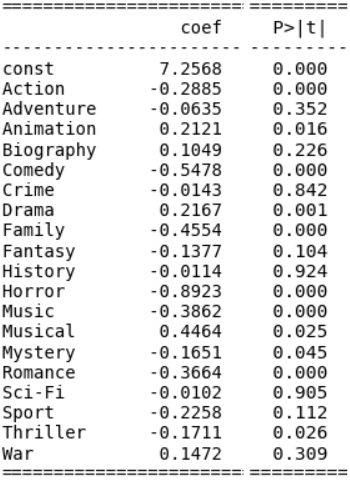 coef P>|t|
const 7.2568 0.000
Action -0.2885 0.000
Adventure -0.0635 0.352
Animation 0.2121 0.016
Biography 0.1049 0.226
Comedy -0.5478 0.000
Crime -0.0143 0.842
Drama 0.2167 0.001
Family -0.4554 0.000
Fantasy -0.1377 0.104
History -0.0114 0.924
Horror -0.8923 0.000
Music -0.3862 0.000
Musical 0.4464 0.025
Mystery -0.1651 0.045
Romance -0.3664 0.000
Sci-Fi -0.0102 0.905
Sport -0.2258 0.112
Thriller -0.1711 0.026
War 0.1472 0.309